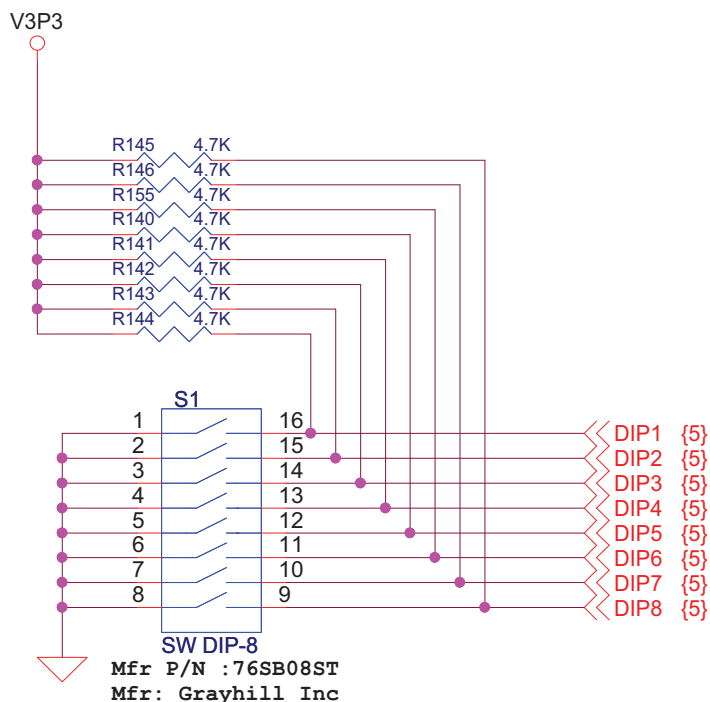 V3P3
R145 4.7K
R146 4.7K
R155 4.7K
R140 4.7K
R141 4.7K
R142 4.7K
R143 4.7K
R144 4.7K
S1
1 16 DIP1 {5}
2 15 DIP2 {5}
3 14 DIP3 {5}
4 13 DIP4 {5}
5 12 DIP5 {5}
6 11 DIP6 {5}
7 10 DIP7 {5}
8 9 DIP8 {5}
SW DIP-8
Mfr P/N :76SB08ST
Mfr: Grayhill Inc